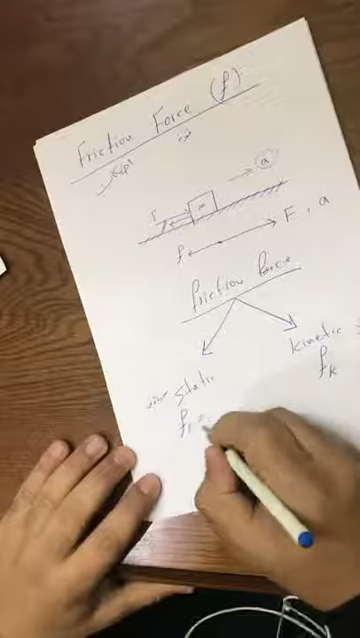 Friction Force (f)
a
m
F
f F, a
friction force
static kinetic
fs = fk